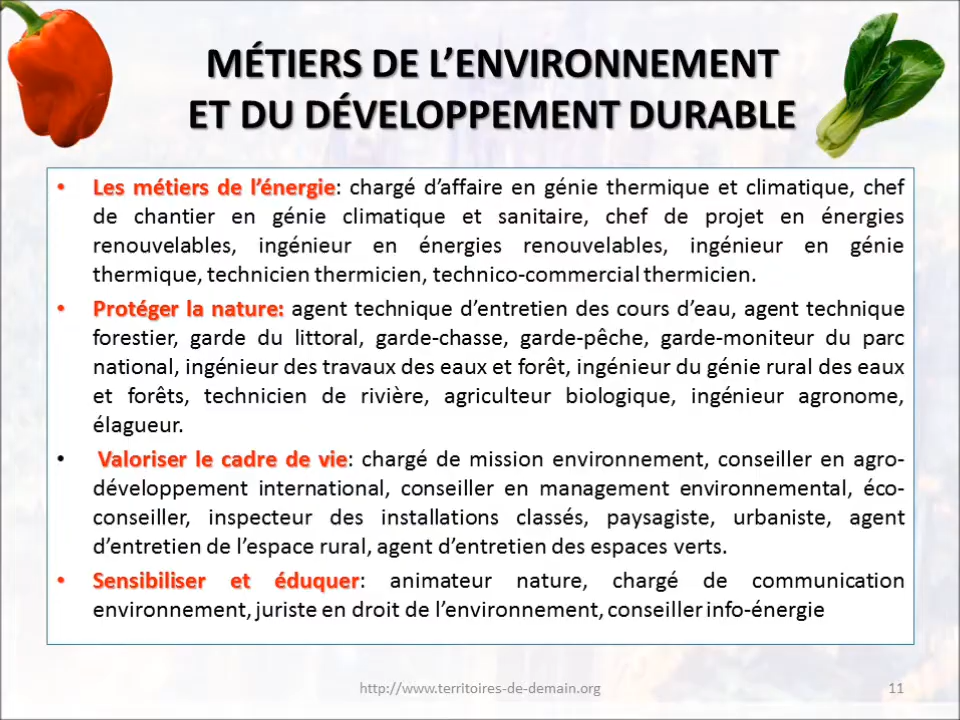 MÉTIERS DE L’ENVIRONNEMENT
ET DU DÉVELOPPEMENT DURABLE
• Les métiers de l’énergie: chargé d’affaire en génie thermique et climatique, chef
de chantier en génie climatique et sanitaire, chef de projet en énergies
renouvelables, ingénieur en énergies renouvelables, ingénieur en génie
thermique, technicien thermicien, technico-commercial thermicien.
• Protéger la nature: agent technique d’entretien des cours d’eau, agent technique
forestier, garde du littoral, garde-chasse, garde-pêche, garde-moniteur du parc
national, ingénieur des travaux des eaux et forêt, ingénieur du génie rural des eaux
et forêts, technicien de rivière, agriculteur biologique, ingénieur agronome,
élagueur.
• Valoriser le cadre de vie: chargé de mission environnement, conseiller en agro-
développement international, conseiller en management environnemental, éco-
conseiller, inspecteur des installations classés, paysagiste, urbaniste, agent
d’entretien de l’espace rural, agent d’entretien des espaces verts.
• Sensibiliser et éduquer: animateur nature, chargé de communication
environnement, juriste en droit de l’environnement, conseiller info-énergie
http://www.territoires-de-demain.org
11